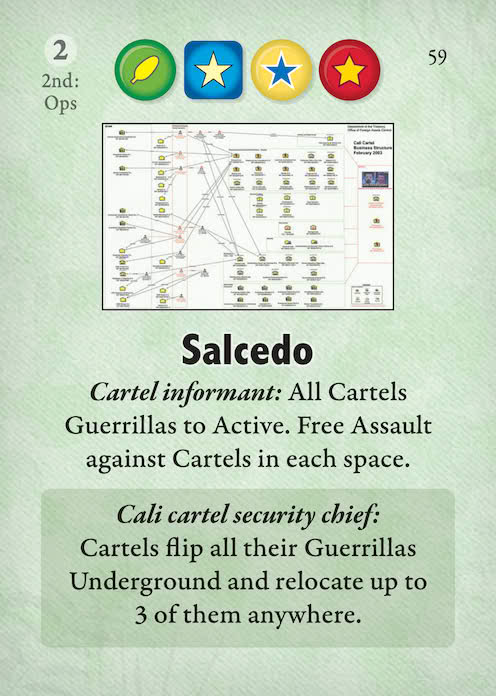 2
2nd:
Ops
59
Department of the Treasury
Office of Foreign Assets Control
Cali Cartel
Business Structure
February 2003
Salcedo
Cartel informant: All Cartels
Guerrillas to Active. Free Assault
against Cartels in each space.
Cali cartel security chief:
Cartels flip all their Guerrillas
Underground and relocate up to
3 of them anywhere.